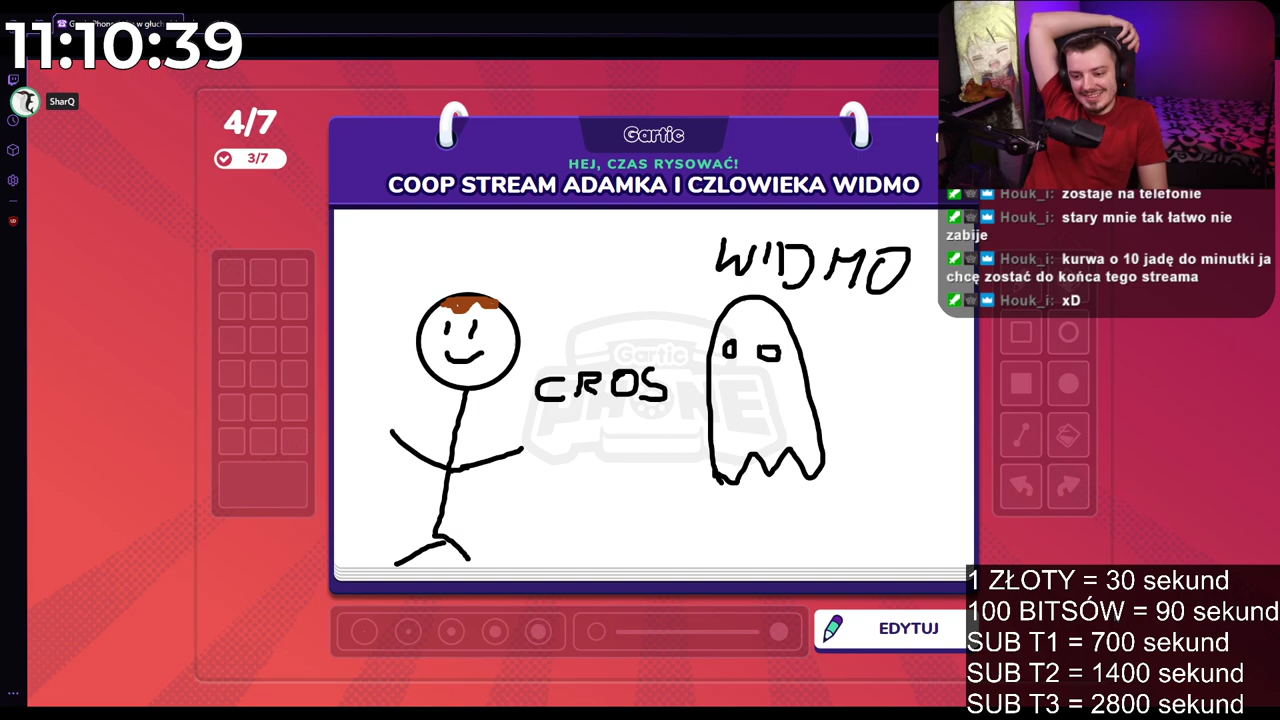 11:10:39
SharQ
4/7
3/7
Gartic
HEJ, CZAS RYSOWAĆ!
COOP STREAM ADAMKA I CZLOWIEKA WIDMO
WIDMO
CROS
Gartic
PHONE
EDYTUJ
Houk_i: zostaje na telefonie
Houk_i: stary mnie tak łatwo nie
zabije
Houk_i: kurwa o 10 jadę do minutki ja
chcę zostać do końca tego streama
Houk_i: xD
1 ZŁOTY = 30 sekund
100 BITSÓW = 90 sekund
SUB T1 = 700 sekund
SUB T2 = 1400 sekund
SUB T3 = 2800 sekund